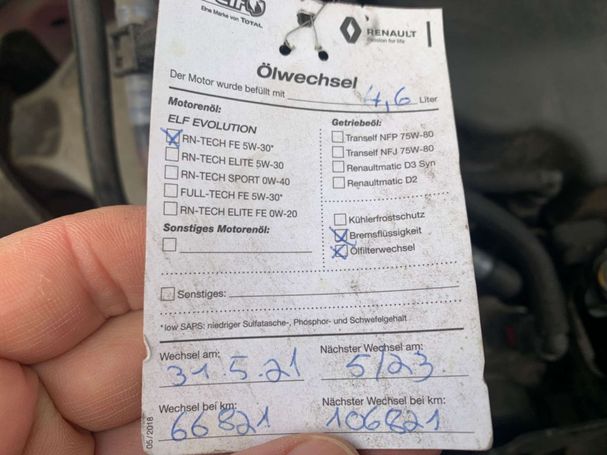 Eine Marke von TOTAL
RENAULT
Passion for life
Ölwechsel
Der Motor wurde befüllt mit 4,6 Liter
Motorenöl:
ELF EVOLUTION
RN-TECH FE 5W-30*
RN-TECH ELITE 5W-30
RN-TECH SPORT 0W-40
FULL-TECH FE 5W-30*
RN-TECH ELITE FE 0W-20
Sonstiges Motorenöl:
Getriebeöl:
Tranself NFP 75W-80
Tranself NFJ 75W-80
Renaultmatic D3 Syn
Renaultmatic D2
Kühlerfrostschutz
Bremsflüssigkeit
Ölfilterwechsel
Sonstiges:
*low SAPS: niedriger Sulfatasche-, Phosphor- und Schwefelgehalt
Wechsel am: Nächster Wechsel am:
31.5.21 5/23
Wechsel bei km: Nächster Wechsel bei km:
66821 106821
05/2018